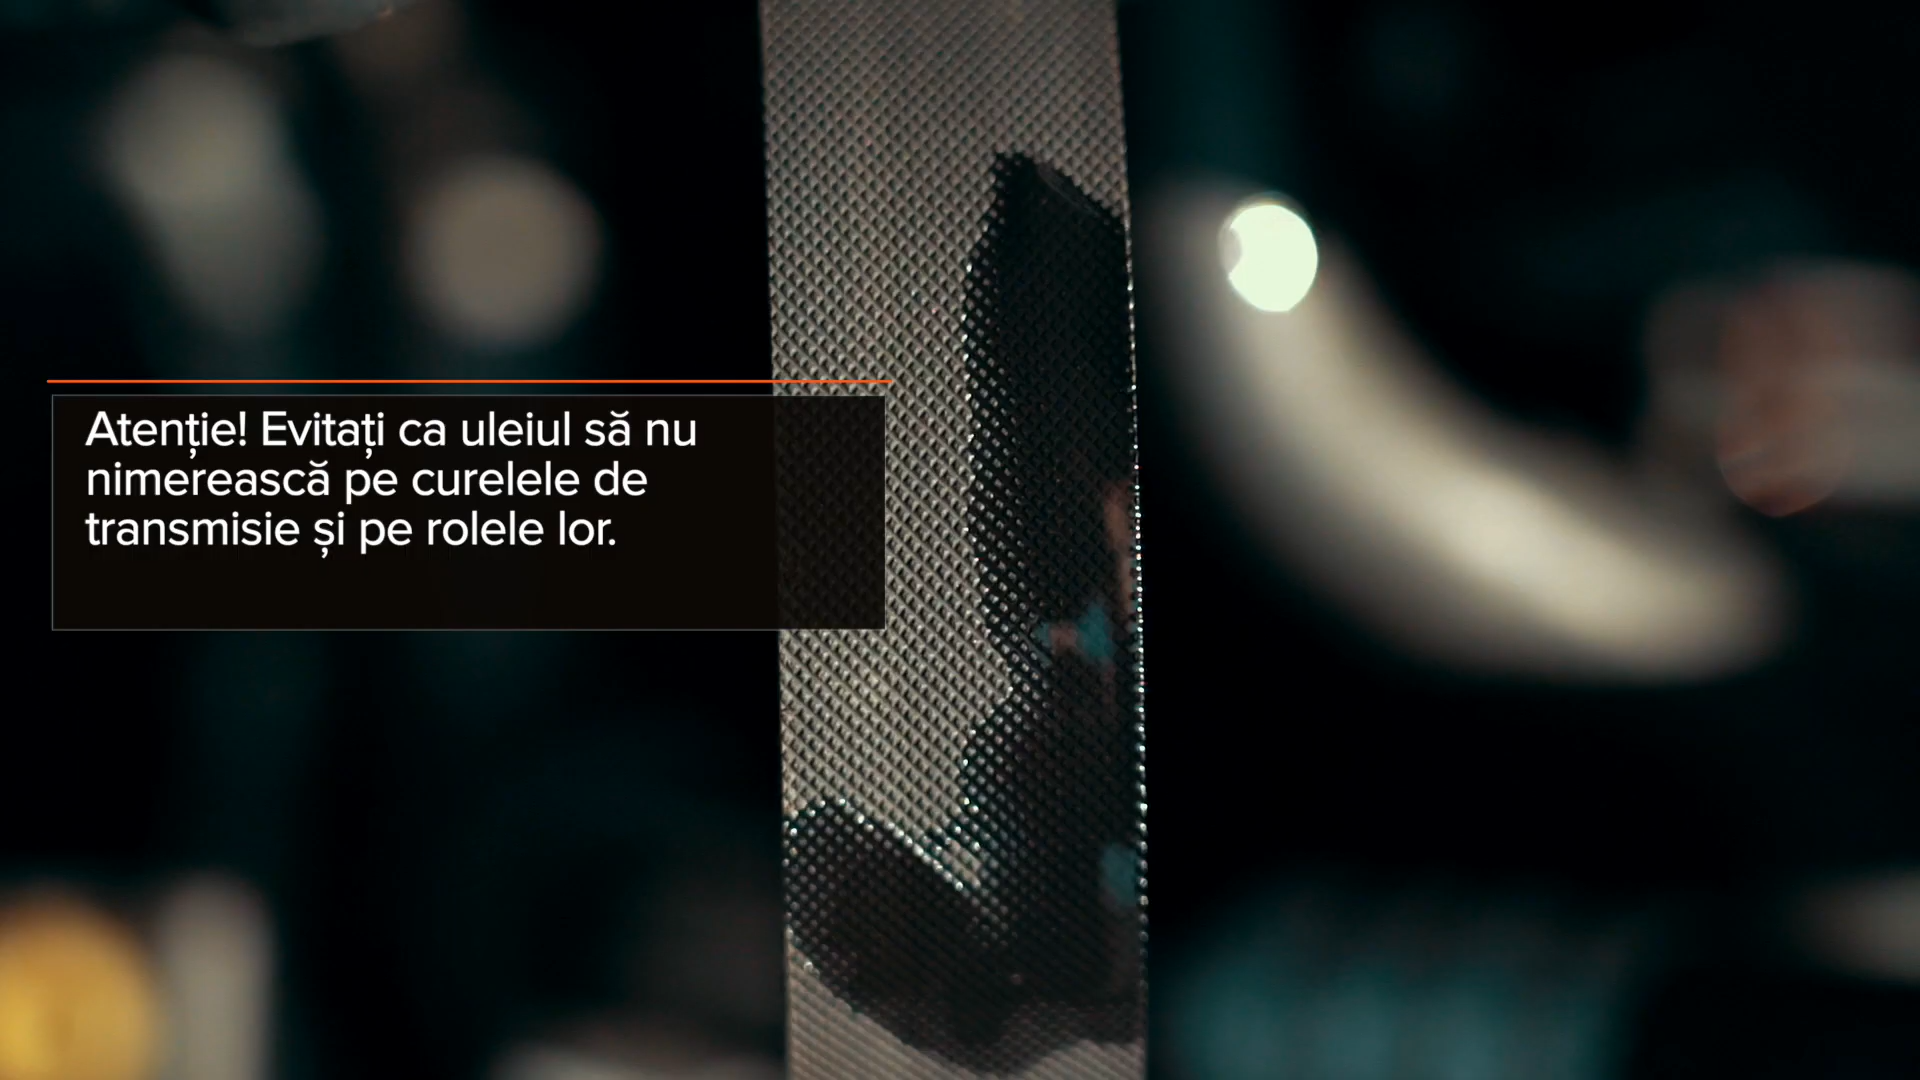 Atenție! Evitați ca uleiul să nu
nimerească pe curelele de
transmisie și pe rolele lor.